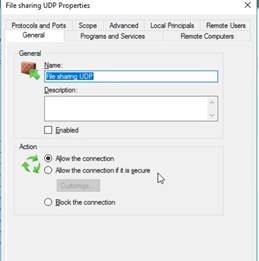 File sharing UDP Properties
Protocols and Ports Scope Advanced Local Principals Remote Users
General Programs and Services Remote Computers
General
Name:
File sharing UDP
Description:
Enabled
Action
Allow the connection
Allow the connection if it is secure
Customize...
Block the connection